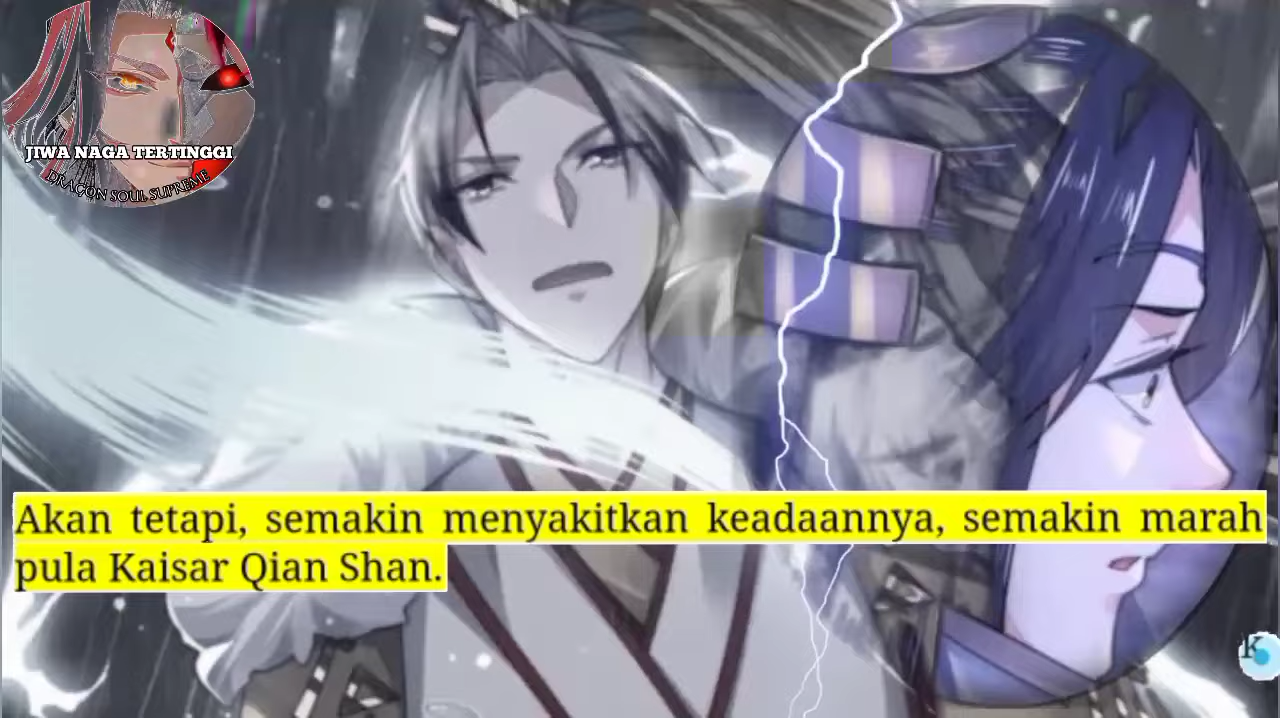 JIWA NAGA TERTINGGI
DRAGON SOUL SUPREME
Akan tetapi, semakin menyakitkan keadaannya, semakin marah
pula Kaisar Qian Shan.
K